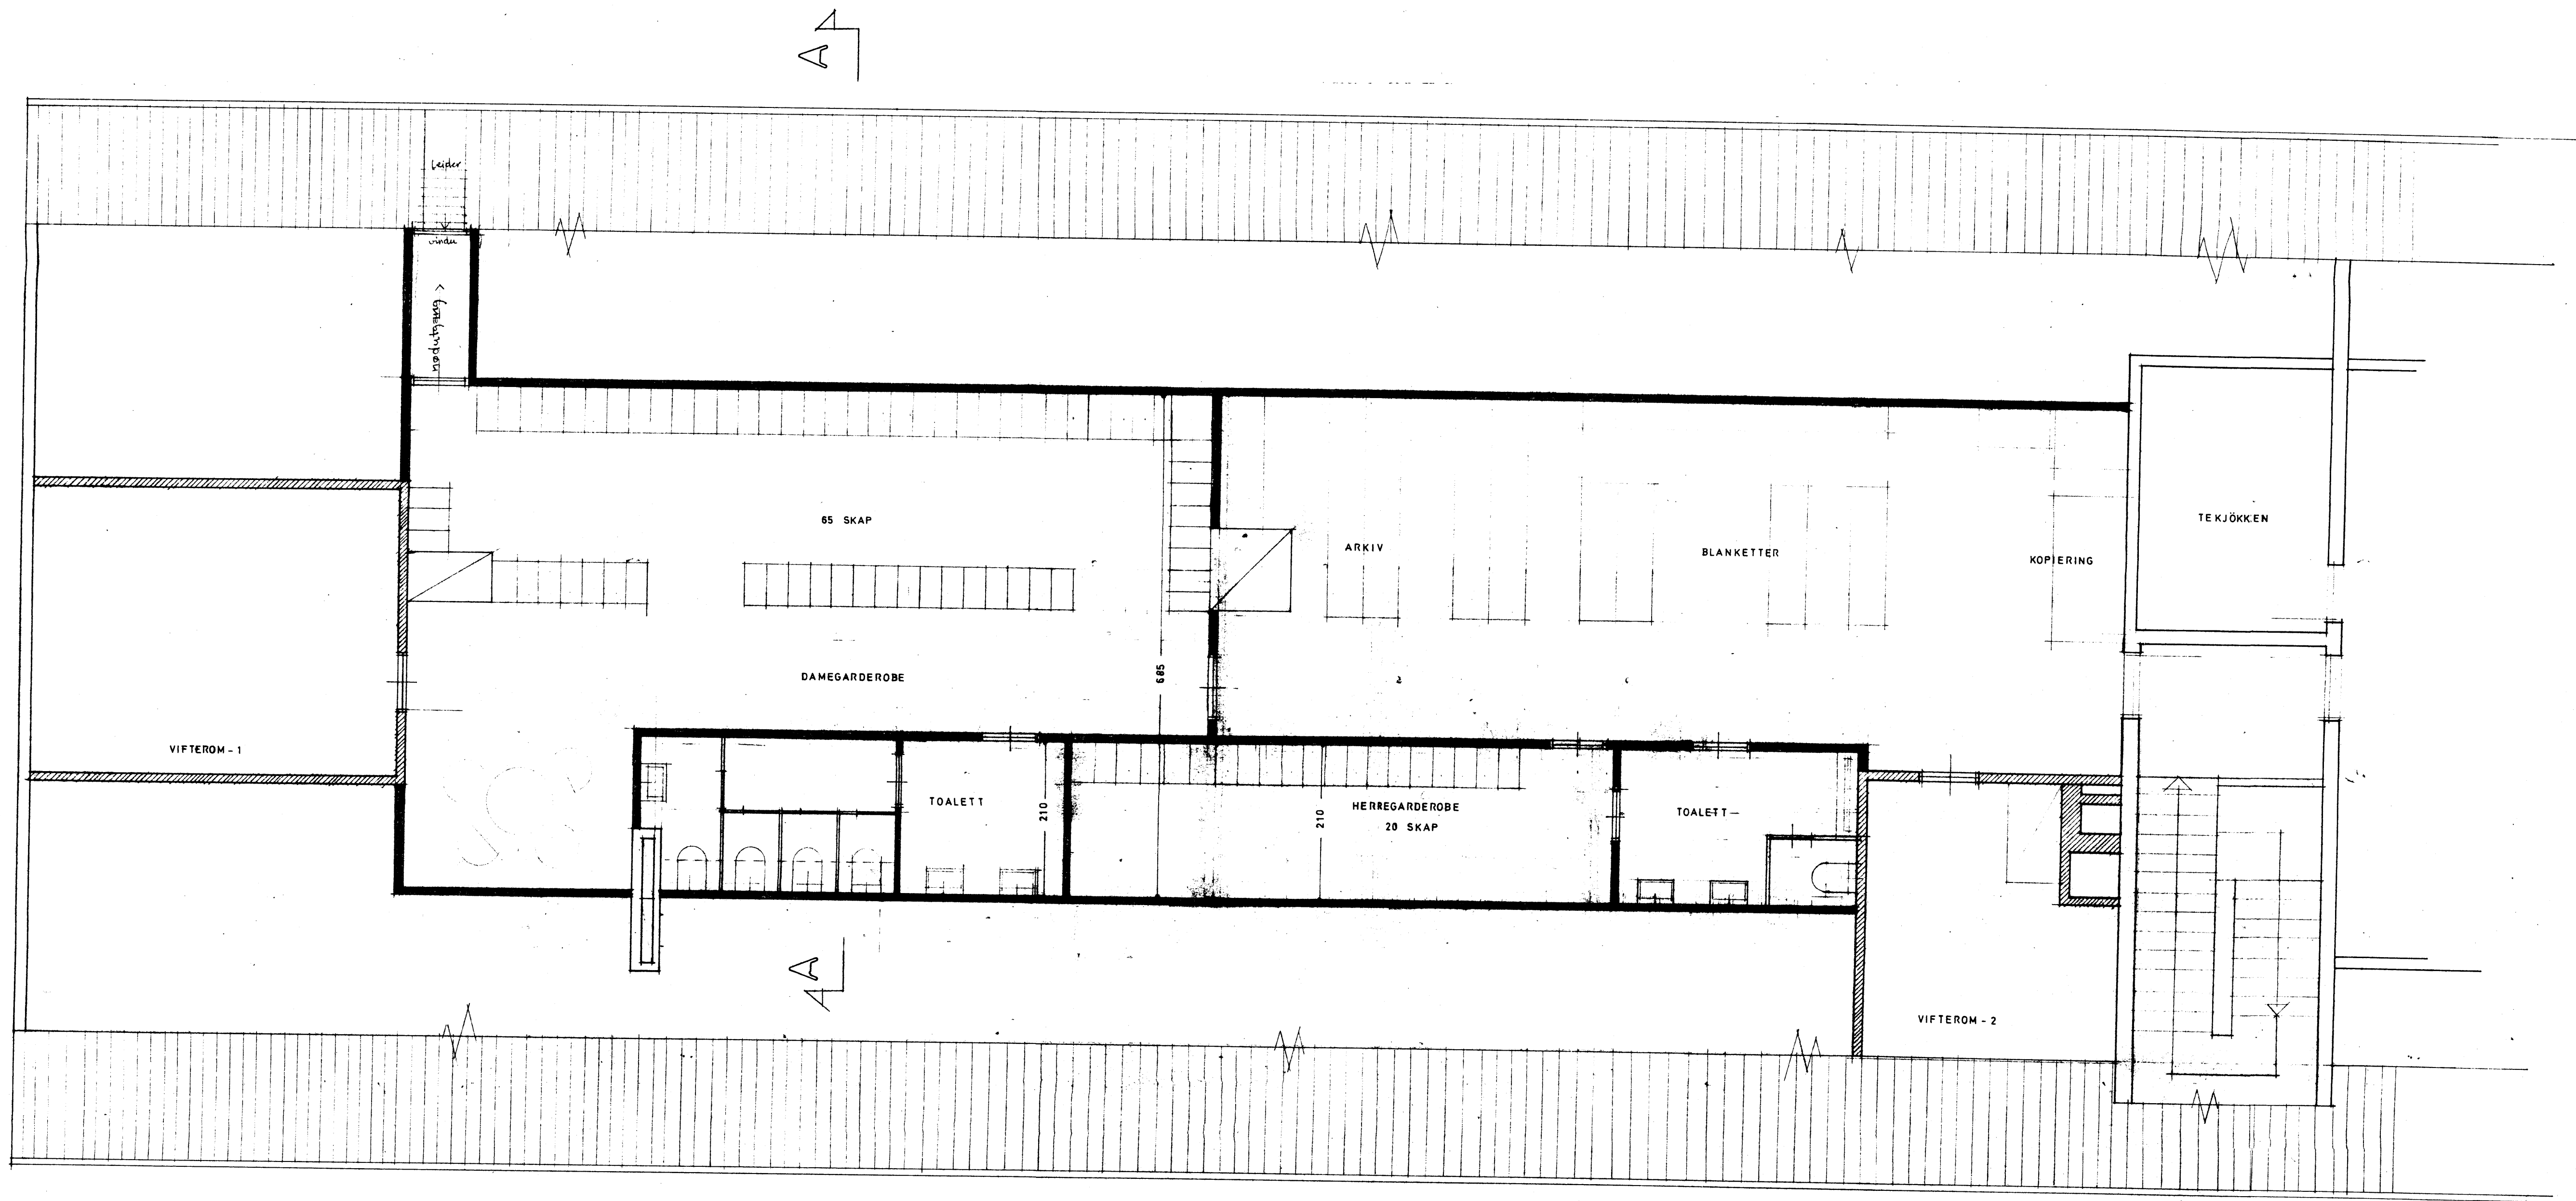 A
Leider
vindu
nødutgang >
65 SKAP
ARKIV
BLANKETTER
KOPIERING
TEKJÖKKEN
DAMEGARDEROBE
685
VIFTEROM - 1
TOALETT
210
210
HERREGARDEROBE
20 SKAP
TOALETT
VIFTEROM - 2
A